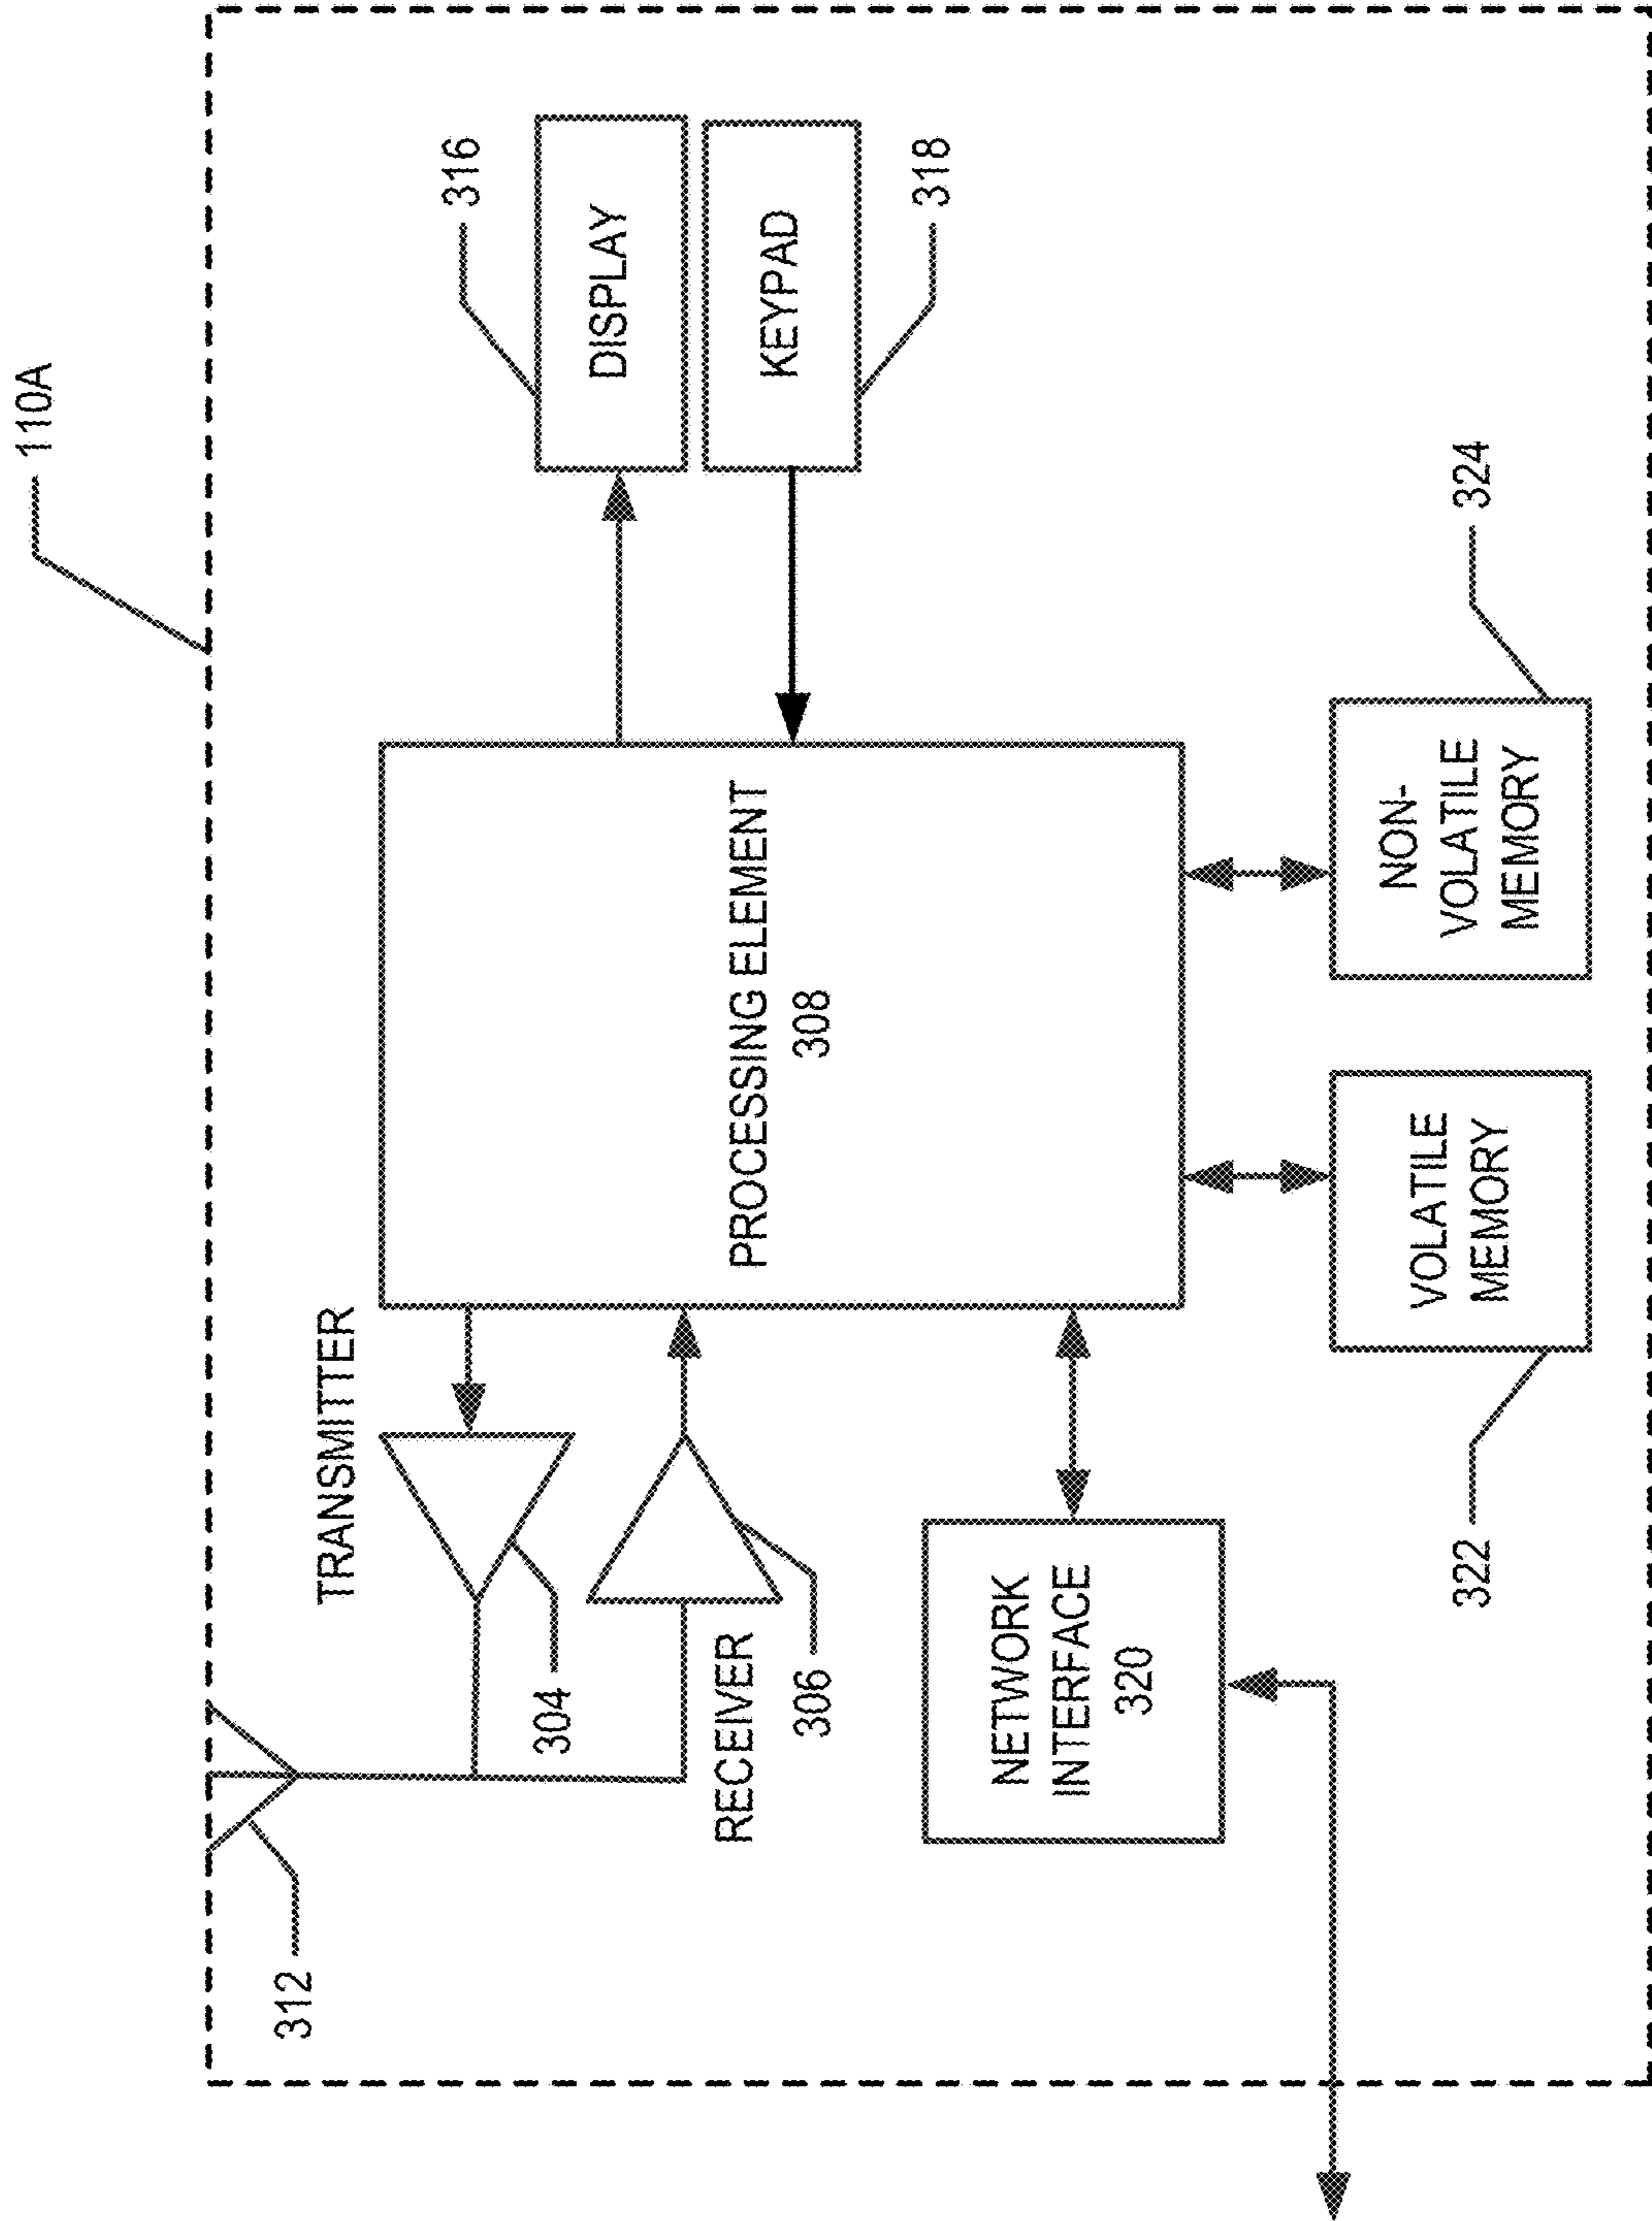 110A
312
TRANSMITTER
304
RECEIVER
306
PROCESSING ELEMENT
308
316
DISPLAY
KEYPAD
318
NETWORK
INTERFACE
320
322
VOLATILE
MEMORY
NON-
VOLATILE
MEMORY
324